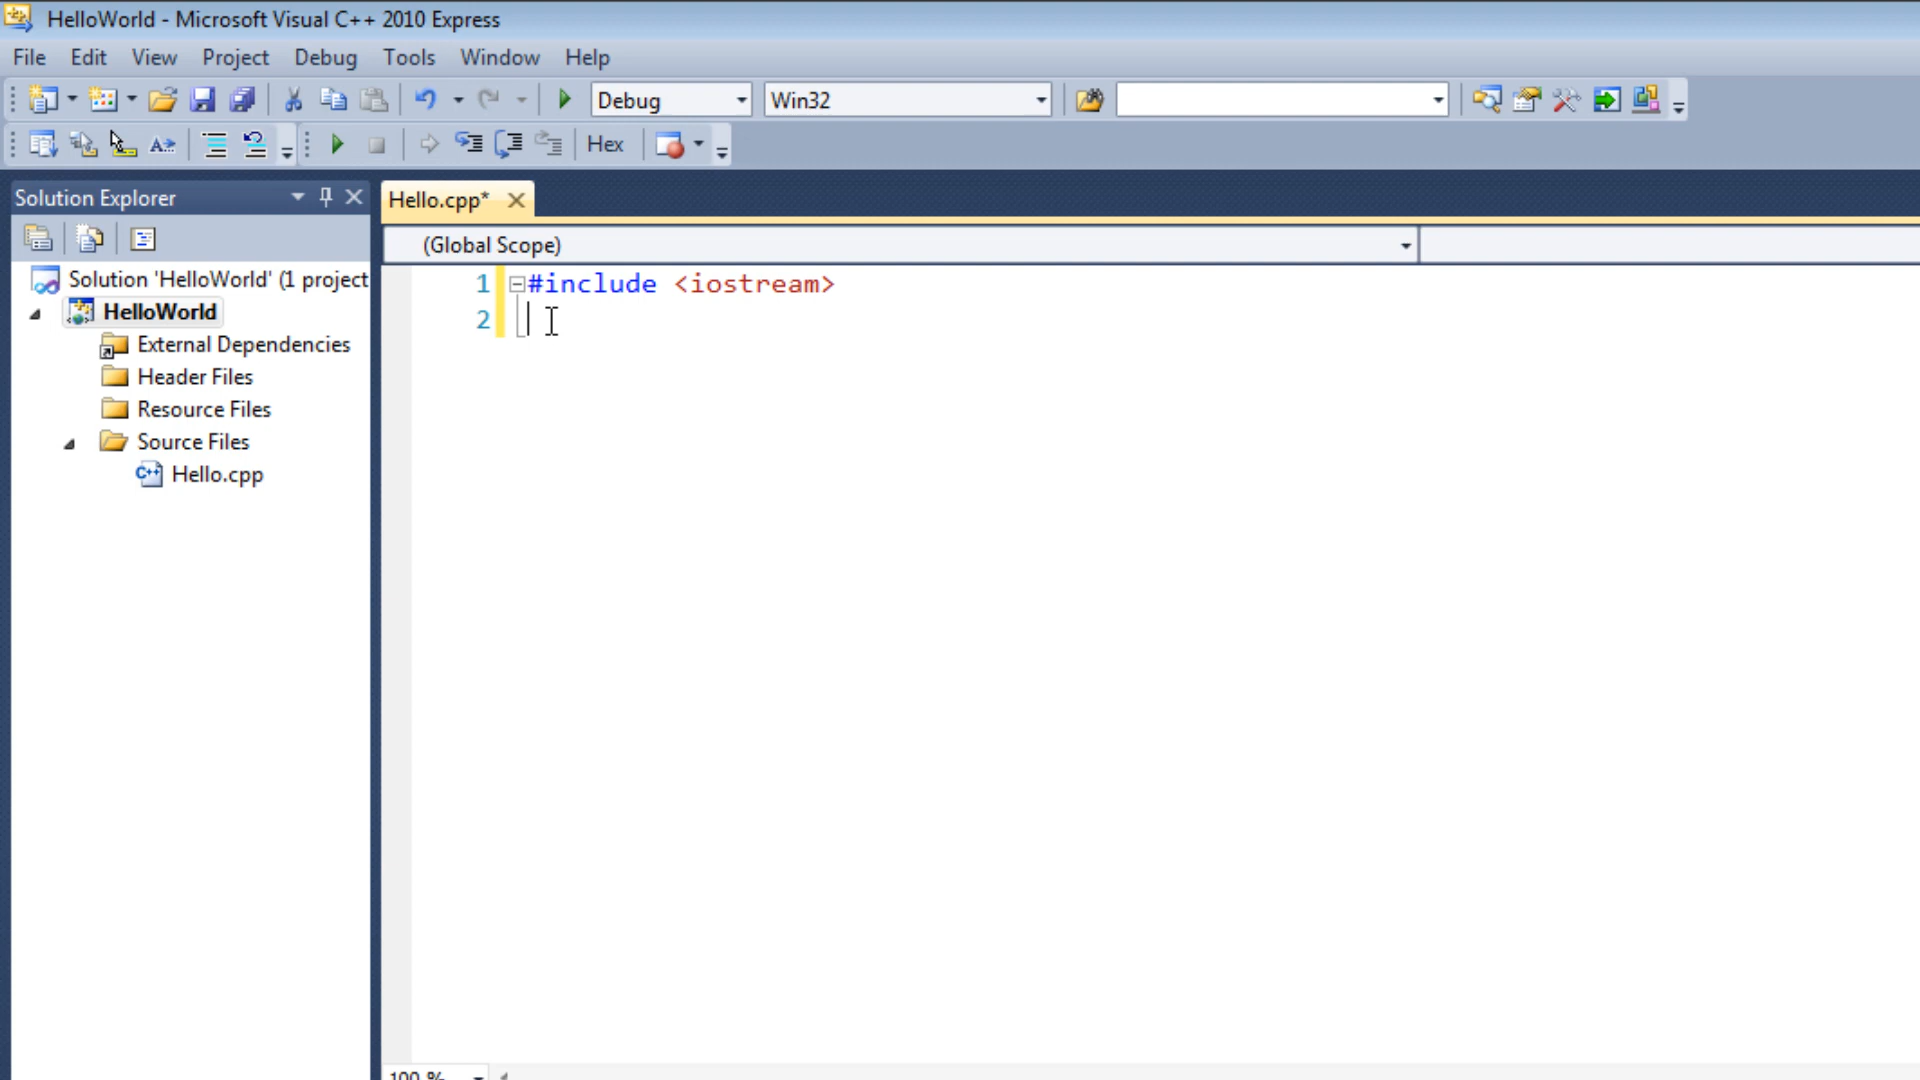 HelloWorld - Microsoft Visual C++ 2010 Express
File Edit View Project Debug Tools Window Help
Debug Win32
Hex
Solution Explorer
Hello.cpp*
(Global Scope)
Solution 'HelloWorld' (1 project
HelloWorld
External Dependencies
Header Files
Resource Files
Source Files
Hello.cpp
1 #include <iostream>
2
100 %